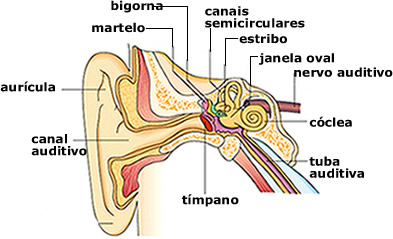 bigorna
martelo
canais
semicirculares
estribo
janela oval
nervo auditivo
aurícula
cóclea
canal
auditivo
tuba
auditiva
tímpano